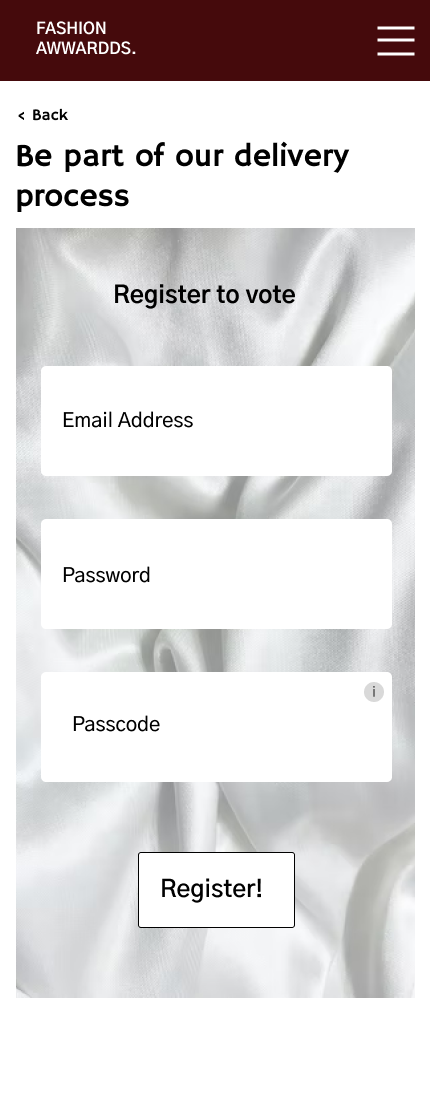 FASHION
AWWARDDS.
< Back
Be part of our delivery
process
Register to vote
Email Address
Password
i
Passcode
Register!